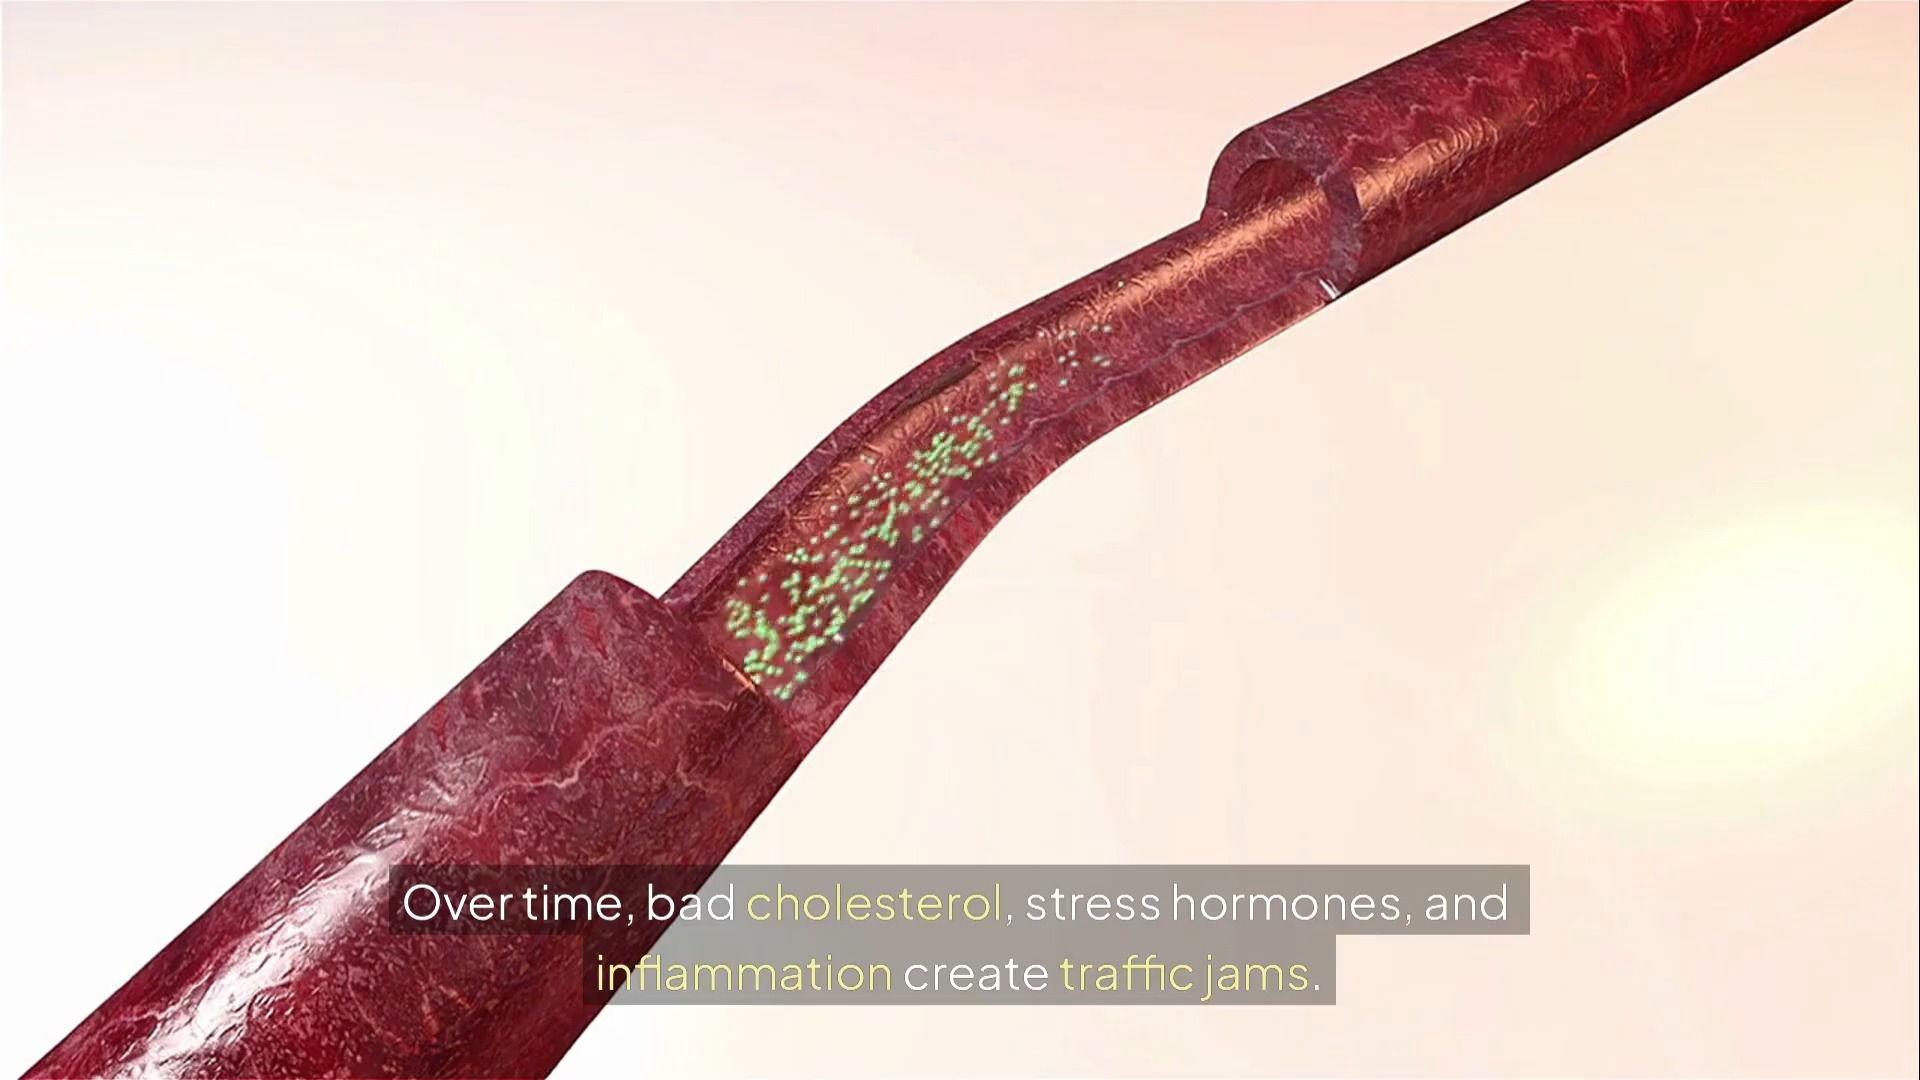 Over time, bad cholesterol, stress hormones, and
inflammation create traffic jams.